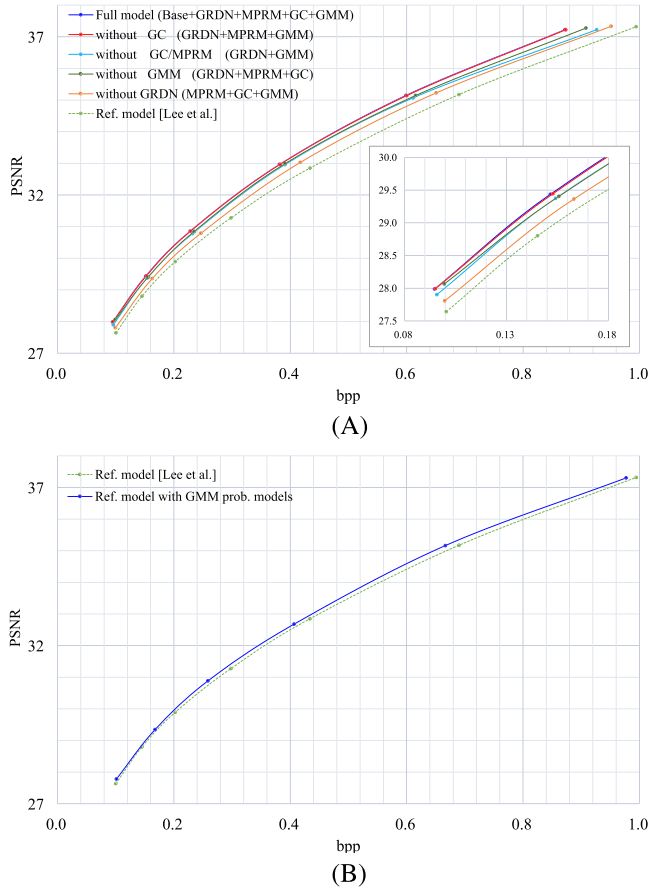 Full model (Base+GRDN+MPRM+GC+GMM)
without GC (GRDN+MPRM+GMM)
without GC/MPRM (GRDN+GMM)
without GMM (GRDN+MPRM+GC)
without GRDN (MPRM+GC+GMM)
Ref. model [Lee et al.]
37
32
27
PSNR
30.0
29.5
29.0
28.5
28.0
27.5
0.08 0.13 0.18
0.0 0.2 0.4 0.6 0.8 1.0
bpp
(A)
Ref. model [Lee et al.]
Ref. model with GMM prob. models
37
32
27
PSNR
0.0 0.2 0.4 0.6 0.8 1.0
bpp
(B)